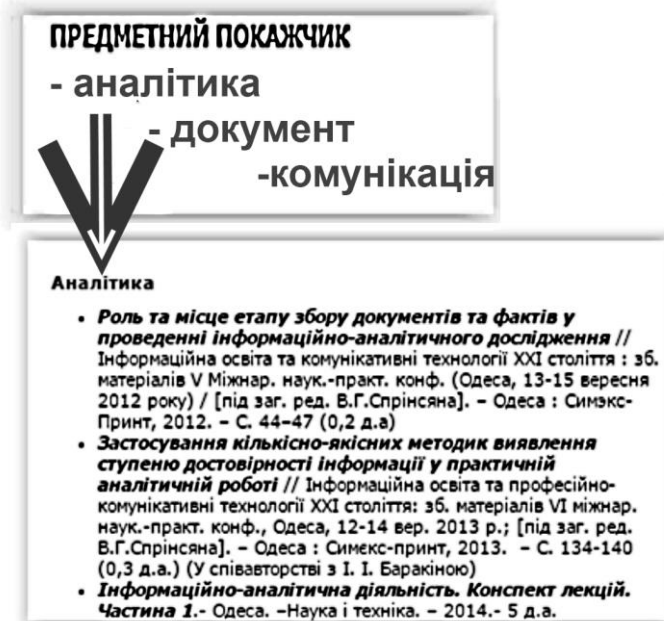 ПРЕДМЕТНИЙ ПОКАЖЧИК
- аналітика
- документ
-комунікація
Аналітика
• Роль та місце етапу збору документів та фактів у
проведенні інформаційно-аналітичного дослідження //
Інформаційна освіта та комунікативні технології XXI століття : зб.
матеріалів V Міжнар. наук.-практ. конф. (Одеса, 13-15 вересня
2012 року) / [під заг. ред. В.Г.Спрінсяна]. – Одеса : Симэкс-
Принт, 2012. – С. 44–47 (0,2 д.а)
• Застосування кількісно-якісних методик виявлення
ступеню достовірності інформації у практичній
аналітичній роботі // Інформаційна освіта та професійно-
комунікативні технології XXI століття: зб. матеріалів VI міжнар.
наук.-практ. конф., Одеса, 12-14 вер. 2013 р.; [під заг. ред.
В.Г.Спрінсяна]. – Одеса : Симекс-принт, 2013. – С. 134-140
(0,3 д.а.) (У співавторстві з І. І. Баракіною)
• Інформаційно-аналітична діяльність. Конспект лекцій.
Частина 1.- Одеса. –Наука і техніка. – 2014.- 5 д.а.